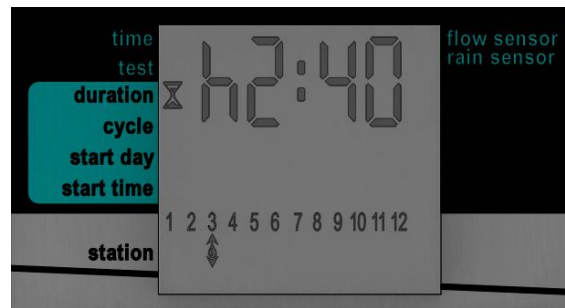 time
test
duration
cycle
start day
start time
station
h2:40
1 2 3 4 5 6 7 8 9 10 11 12
flow sensor
rain sensor